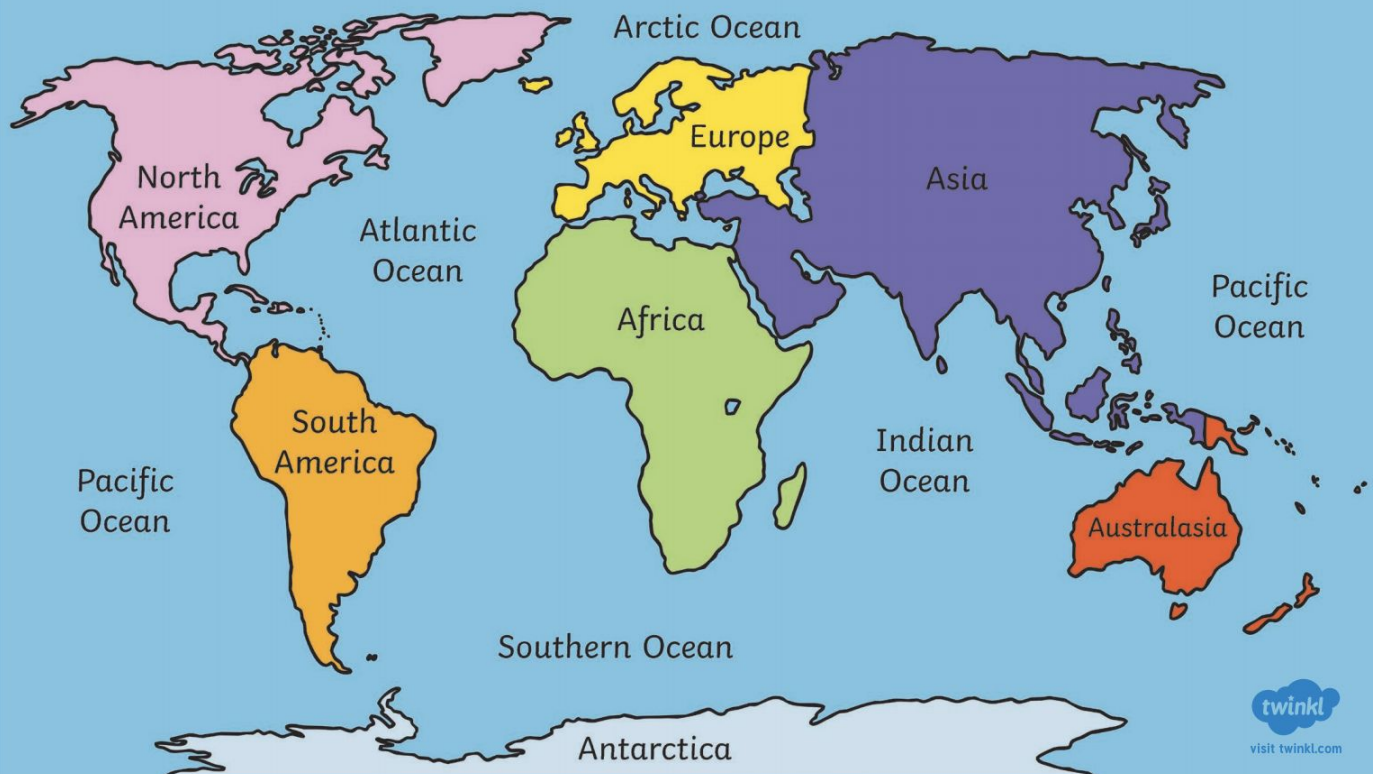 Arctic Ocean
Europe
North
America
Asia
Atlantic
Ocean
Africa
Pacific
Ocean
South
America
Indian
Ocean
Pacific
Ocean
Australasia
Southern Ocean
Antarctica
twinkl
visit twinkl.com